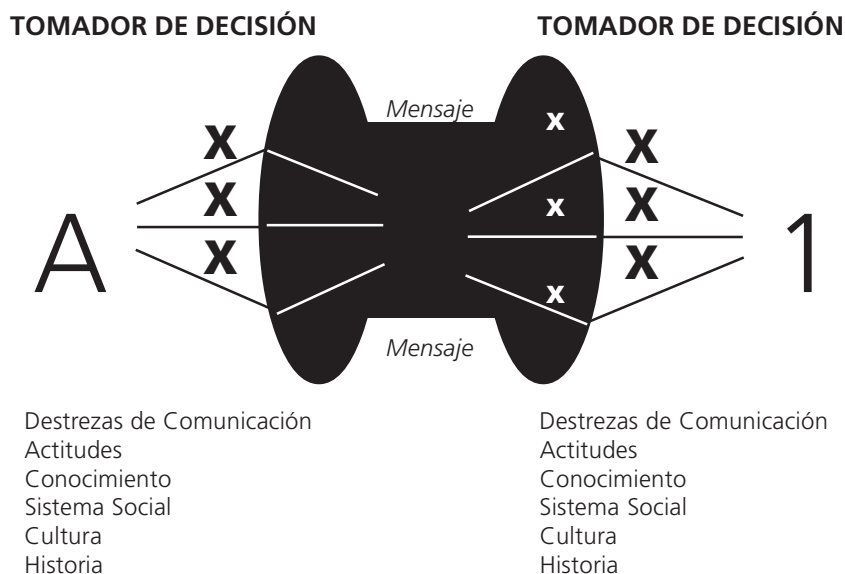 TOMADOR DE DECISIÓN
TOMADOR DE DECISIÓN
Mensaje
X
X
X
A
x
x
x
X
X
X
1
Mensaje
Destrezas de Comunicación
Actitudes
Conocimiento
Sistema Social
Cultura
Historia
Destrezas de Comunicación
Actitudes
Conocimiento
Sistema Social
Cultura
Historia